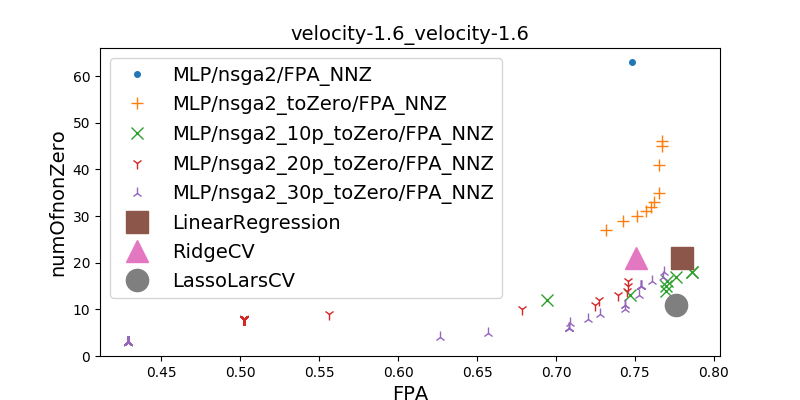 velocity-1.6_velocity-1.6
numOfnonZero
60
50
40
30
20
10
0
MLP/nsga2/FPA_NNZ
MLP/nsga2_toZero/FPA_NNZ
MLP/nsga2_10p_toZero/FPA_NNZ
MLP/nsga2_20p_toZero/FPA_NNZ
MLP/nsga2_30p_toZero/FPA_NNZ
LinearRegression
RidgeCV
LassoLarsCV
0.45 0.50 0.55 0.60 0.65 0.70 0.75 0.80
FPA